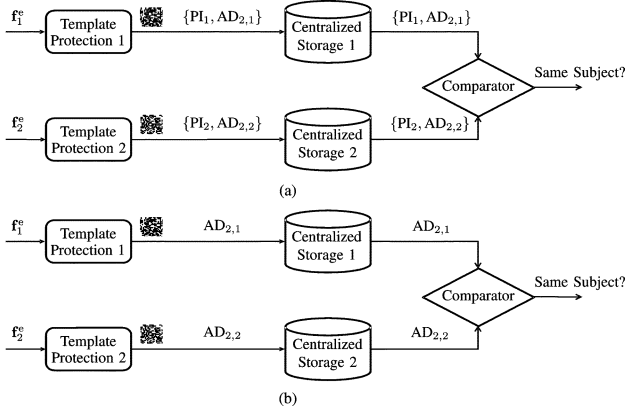 f₁ᵉ Template Protection 1 {PI₁, AD₂,₁} Centralized Storage 1 {PI₁, AD₂,₁}
Comparator Same Subject?
f₂ᵉ Template Protection 2 {PI₂, AD₂,₂} Centralized Storage 2 {PI₂, AD₂,₂}
(a)
f₁ᵉ Template Protection 1 AD₂,₁ Centralized Storage 1 AD₂,₁
Comparator Same Subject?
f₂ᵉ Template Protection 2 AD₂,₂ Centralized Storage 2 AD₂,₂
(b)